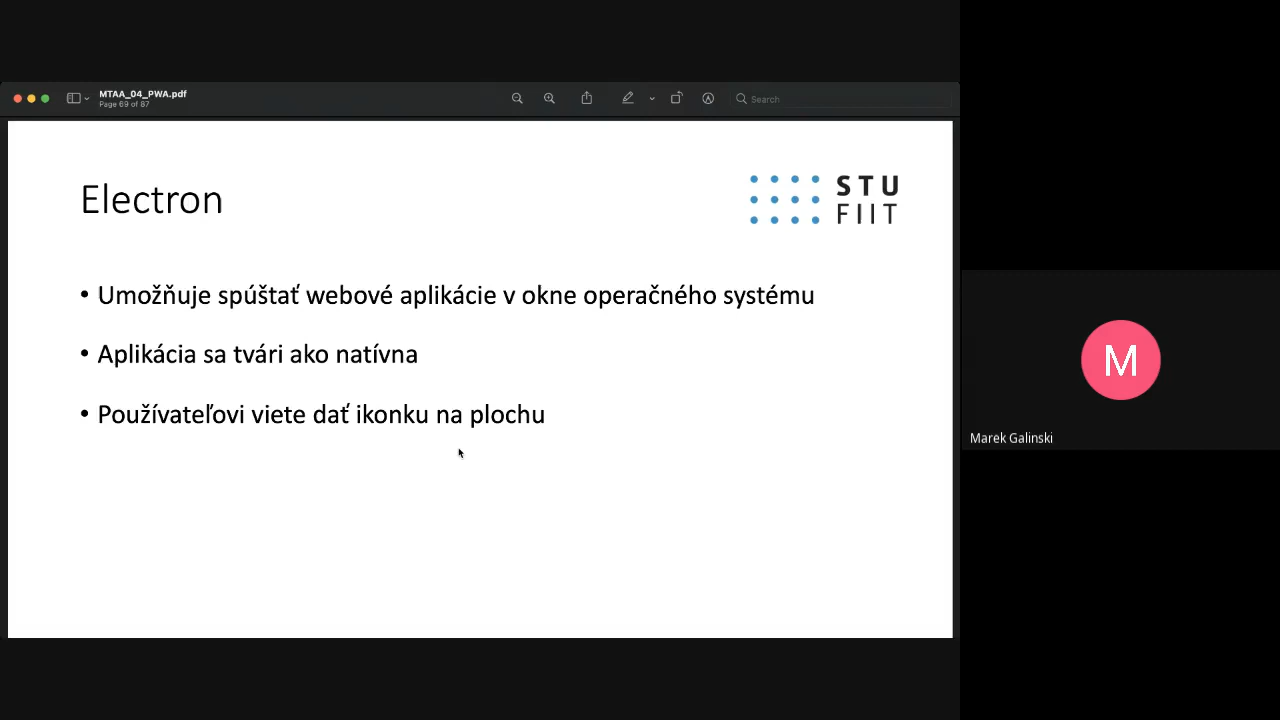 MTAA_04_PWA.pdf
Page 69 of 87
Search
Electron
STU
FIIT
• Umožňuje spúštať webové aplikácie v okne operačného systému
• Aplikácia sa tvári ako natívna
• Používateľovi viete dať ikonku na plochu
M
Marek Galinski